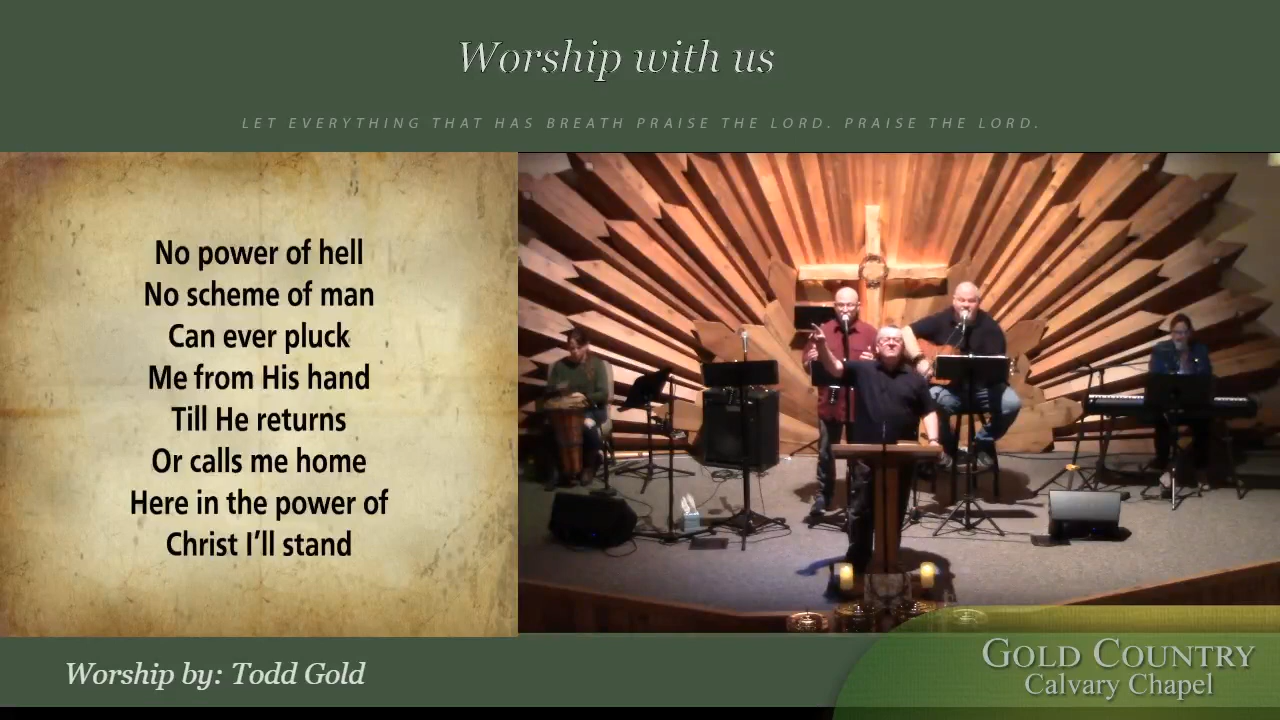 Worship with us
LET EVERYTHING THAT HAS BREATH PRAISE THE LORD. PRAISE THE LORD.
No power of hell
No scheme of man
Can ever pluck
Me from His hand
Till He returns
Or calls me home
Here in the power of
Christ I'll stand
Worship by: Todd Gold
GOLD COUNTRY
Calvary Chapel